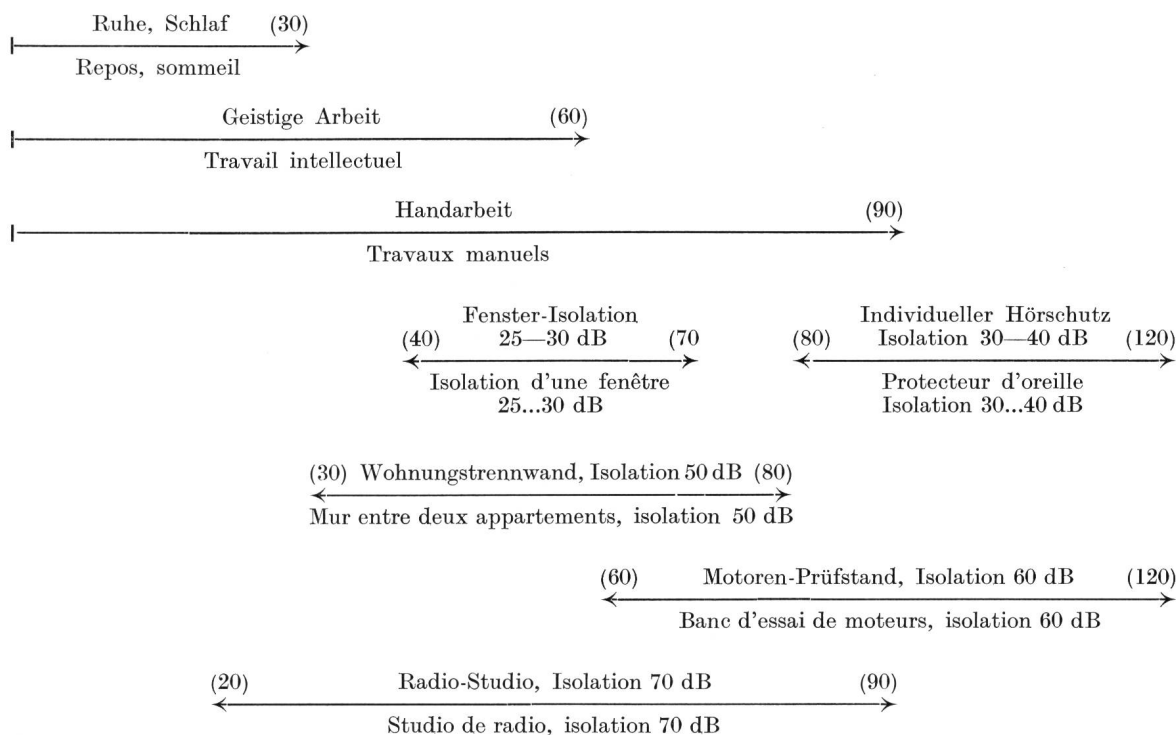 Ruhe, Schlaf (30)
Repos, sommeil
Geistige Arbeit (60)
Travail intellectuel
Handarbeit (90)
Travaux manuels
Fenster-Isolation
(40) 25—30 dB (70
Isolation d'une fenêtre
25...30 dB
Individueller Hörschutz
(80) Isolation 30—40 dB (120)
Protecteur d'oreille
Isolation 30...40 dB
(30) Wohnungstrennwand, Isolation 50 dB (80)
Mur entre deux appartements, isolation 50 dB
(60) Motoren-Prüfstand, Isolation 60 dB (120)
Banc d'essai de moteurs, isolation 60 dB
(20) Radio-Studio, Isolation 70 dB (90)
Studio de radio, isolation 70 dB